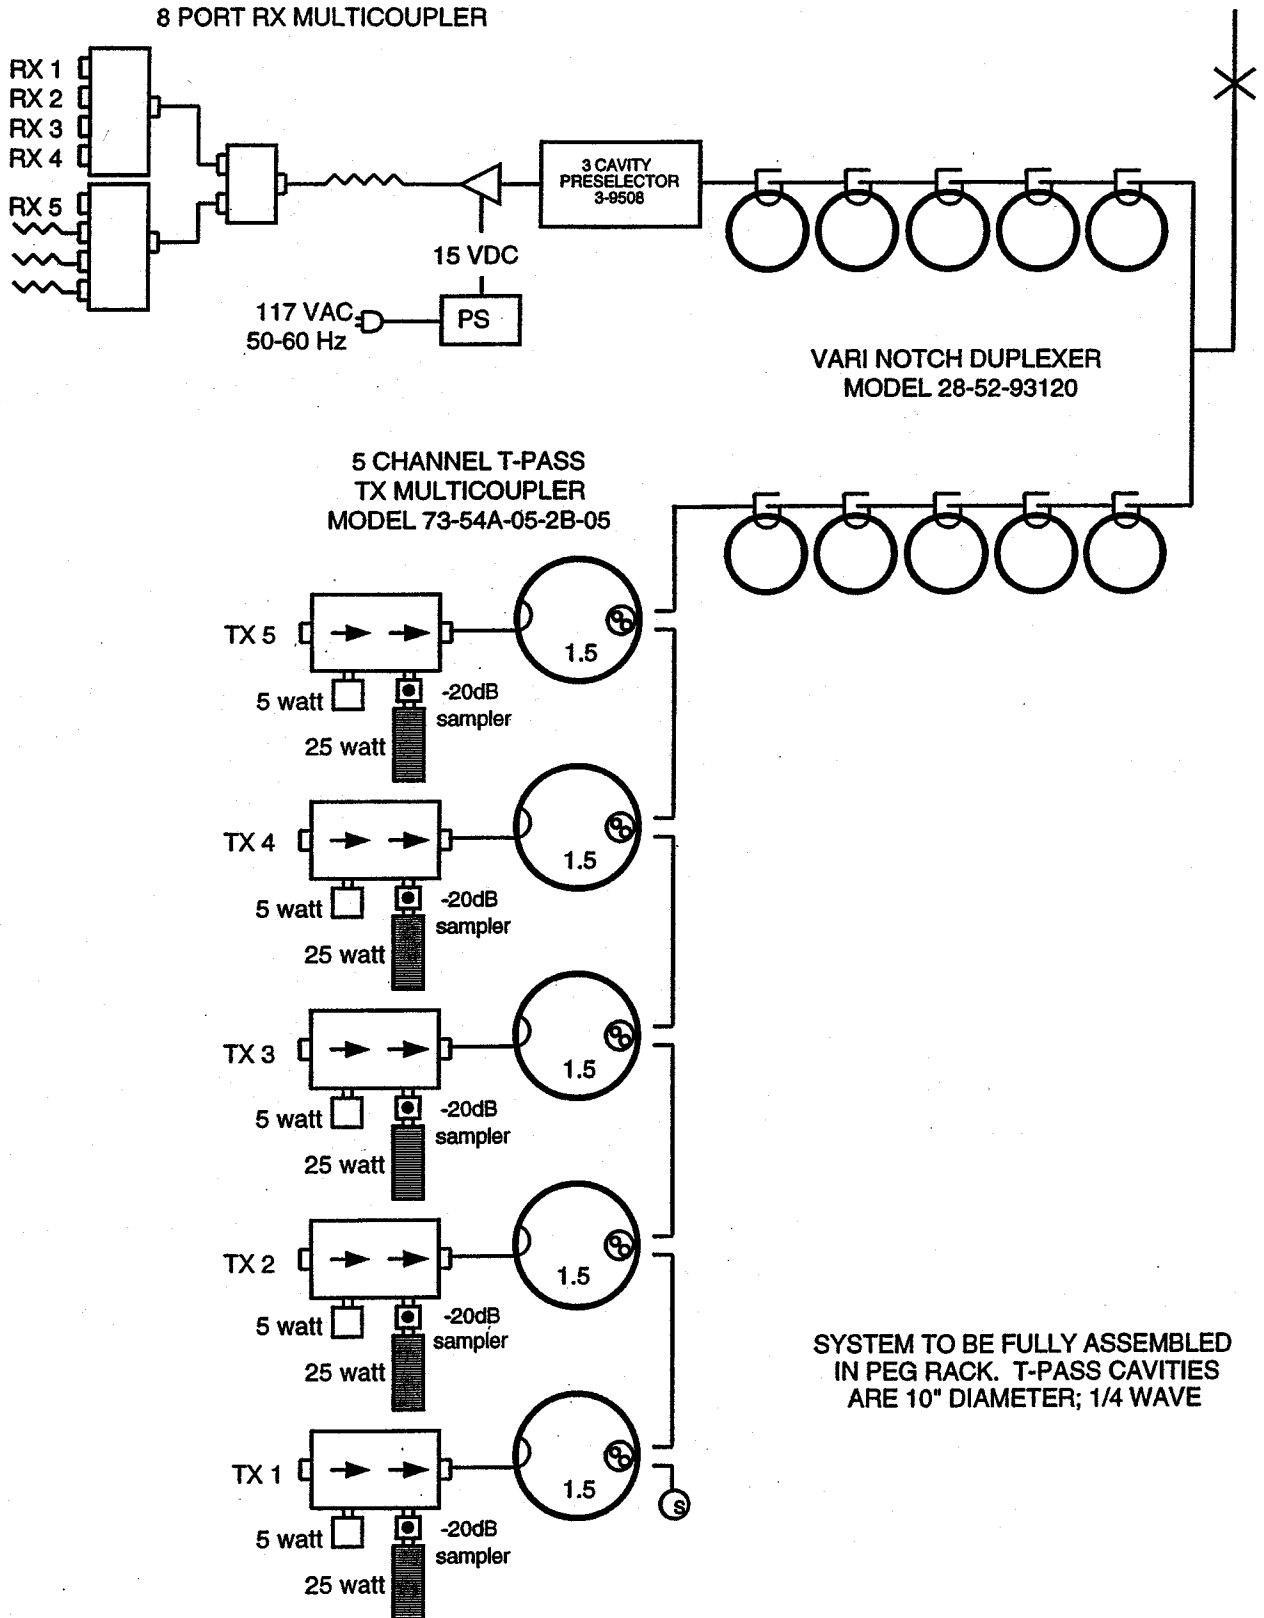 8 PORT RX MULTICOUPLER
RX 1
RX 2
RX 3
RX 4
RX 5
3 CAVITY
PRESELECTOR
3-9508
15 VDC
117 VAC
50-60 Hz
PS
VARI NOTCH DUPLEXER
MODEL 28-52-93120
5 CHANNEL T-PASS
TX MULTICOUPLER
MODEL 73-54A-05-2B-05
TX 5
1.5
5 watt
-20dB
sampler
25 watt
TX 4
1.5
5 watt
-20dB
sampler
25 watt
TX 3
1.5
5 watt
-20dB
sampler
25 watt
TX 2
1.5
5 watt
-20dB
sampler
25 watt
SYSTEM TO BE FULLY ASSEMBLED
IN PEG RACK. T-PASS CAVITIES
ARE 10" DIAMETER; 1/4 WAVE
TX 1
1.5
S
5 watt
-20dB
sampler
25 watt